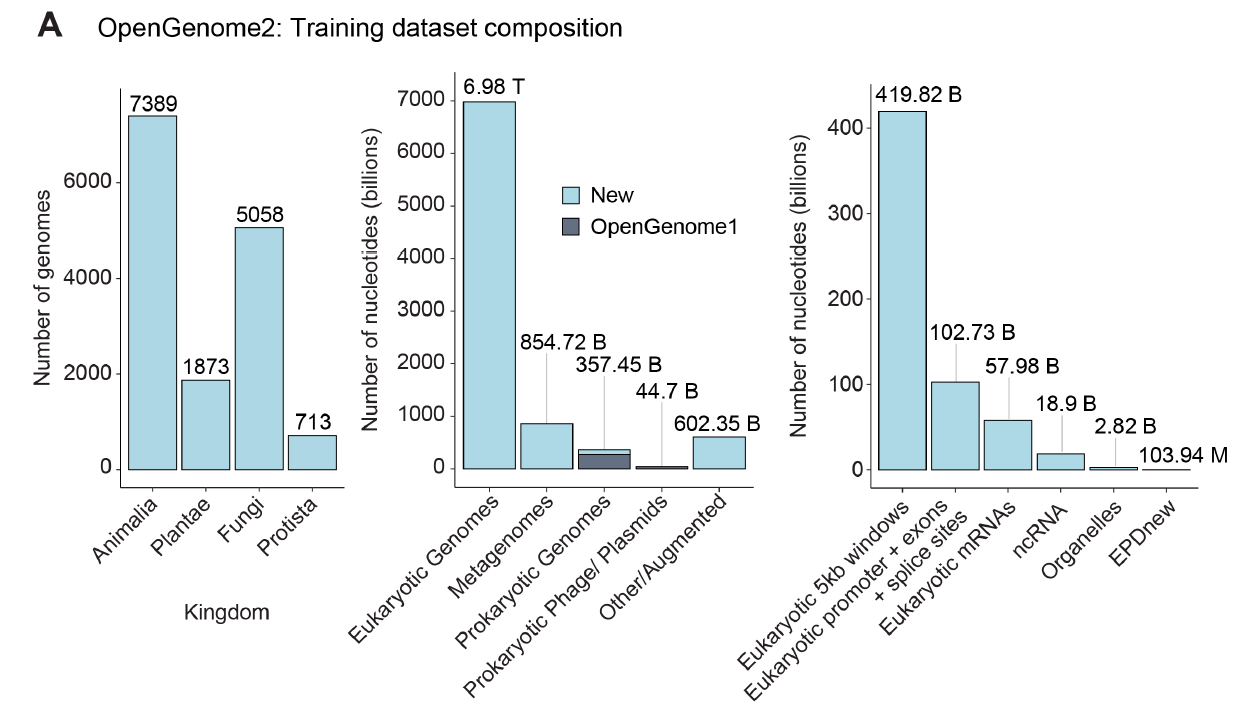 A OpenGenome2: Training dataset composition
Number of genomes
6000
4000
2000
0
7389
1873
5058
713
Animalia
Plantae
Fungi
Protista
Kingdom
Number of nucleotides (billions)
7000
6000
5000
4000
3000
2000
1000
0
6.98 T
854.72 B
357.45 B
44.7 B
602.35 B
New
OpenGenome1
Eukaryotic Genomes
Metagenomes
Prokaryotic Genomes
Prokaryotic Phage/ Plasmids
Other/Augmented
Number of nucleotides (billions)
400
300
200
100
0
419.82 B
102.73 B
57.98 B
18.9 B
2.82 B
103.94 M
Eukaryotic 5kb windows
Eukaryotic promoter + exons
+ splice sites
Eukaryotic mRNAs
ncRNA
Organelles
EPDnew